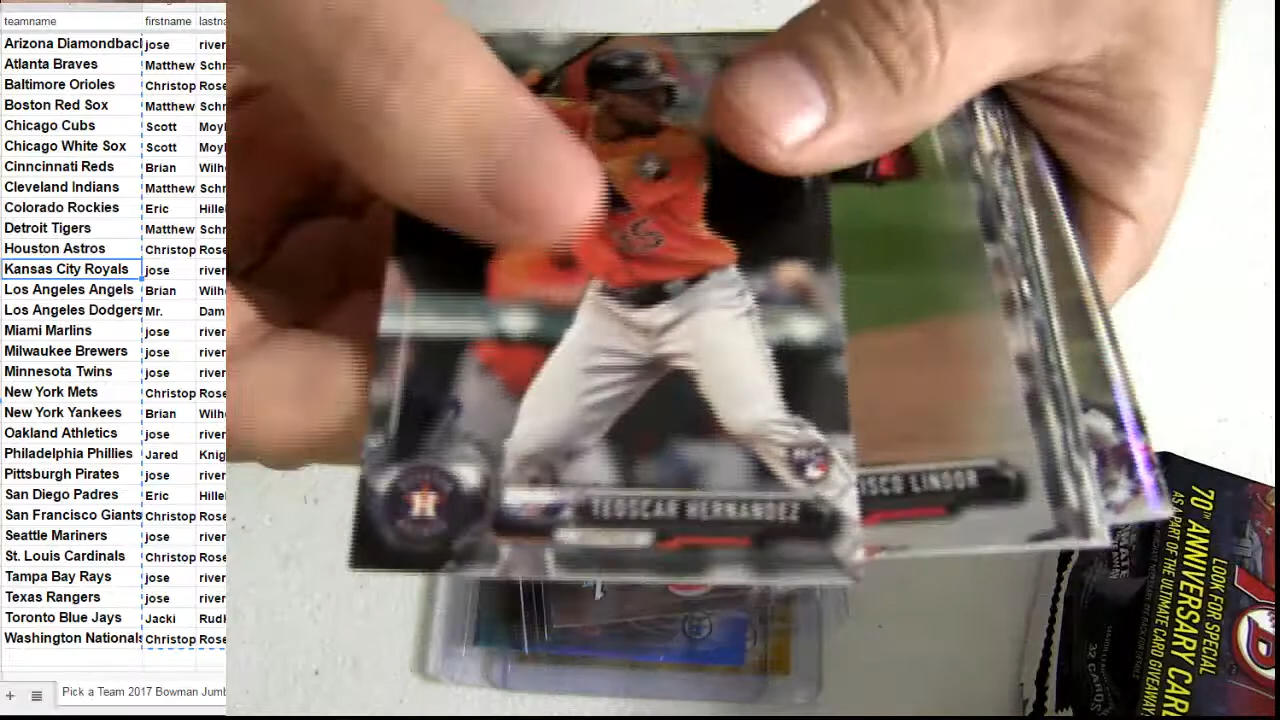 teamname firstname lastna
Arizona Diamondbac jose river
Atlanta Braves Matthew Schr
Baltimore Orioles Christop Rose
Boston Red Sox Matthew Schr
Chicago Cubs Scott Moyl
Chicago White Sox Scott Moyl
Cinncinnati Reds Brian Wilh
Cleveland Indians Matthew Schr
Colorado Rockies Eric Hillel
Detroit Tigers Matthew Schr
Houston Astros Christop Rose
Kansas City Royals jose river
Los Angeles Angels Brian Wilh
Los Angeles Dodgers Mr. Dam
Miami Marlins jose river
Milwaukee Brewers jose river
Minnesota Twins jose river
New York Mets Christop Rose
New York Yankees Brian Wilh
Oakland Athletics jose river
Philadelphia Phillies Jared Knig
Pittsburgh Pirates jose river
San Diego Padres Eric Hillel
San Francisco Giants Christop Rose
Seattle Mariners jose river
St. Louis Cardinals Christop Rose
Tampa Bay Rays jose river
Texas Rangers jose river
Toronto Blue Jays Jacki Rudl
Washington Nationals Christop Rose
Pick a Team 2017 Bowman Jumb
TEOSCAR HERNANDEZ
ISCO LINDOR
LOOK FOR SPECIAL
70TH ANNIVERSARY CARD
AS A PART OF THE ULTIMATE CARD GIVEAWAY
32 CARDS